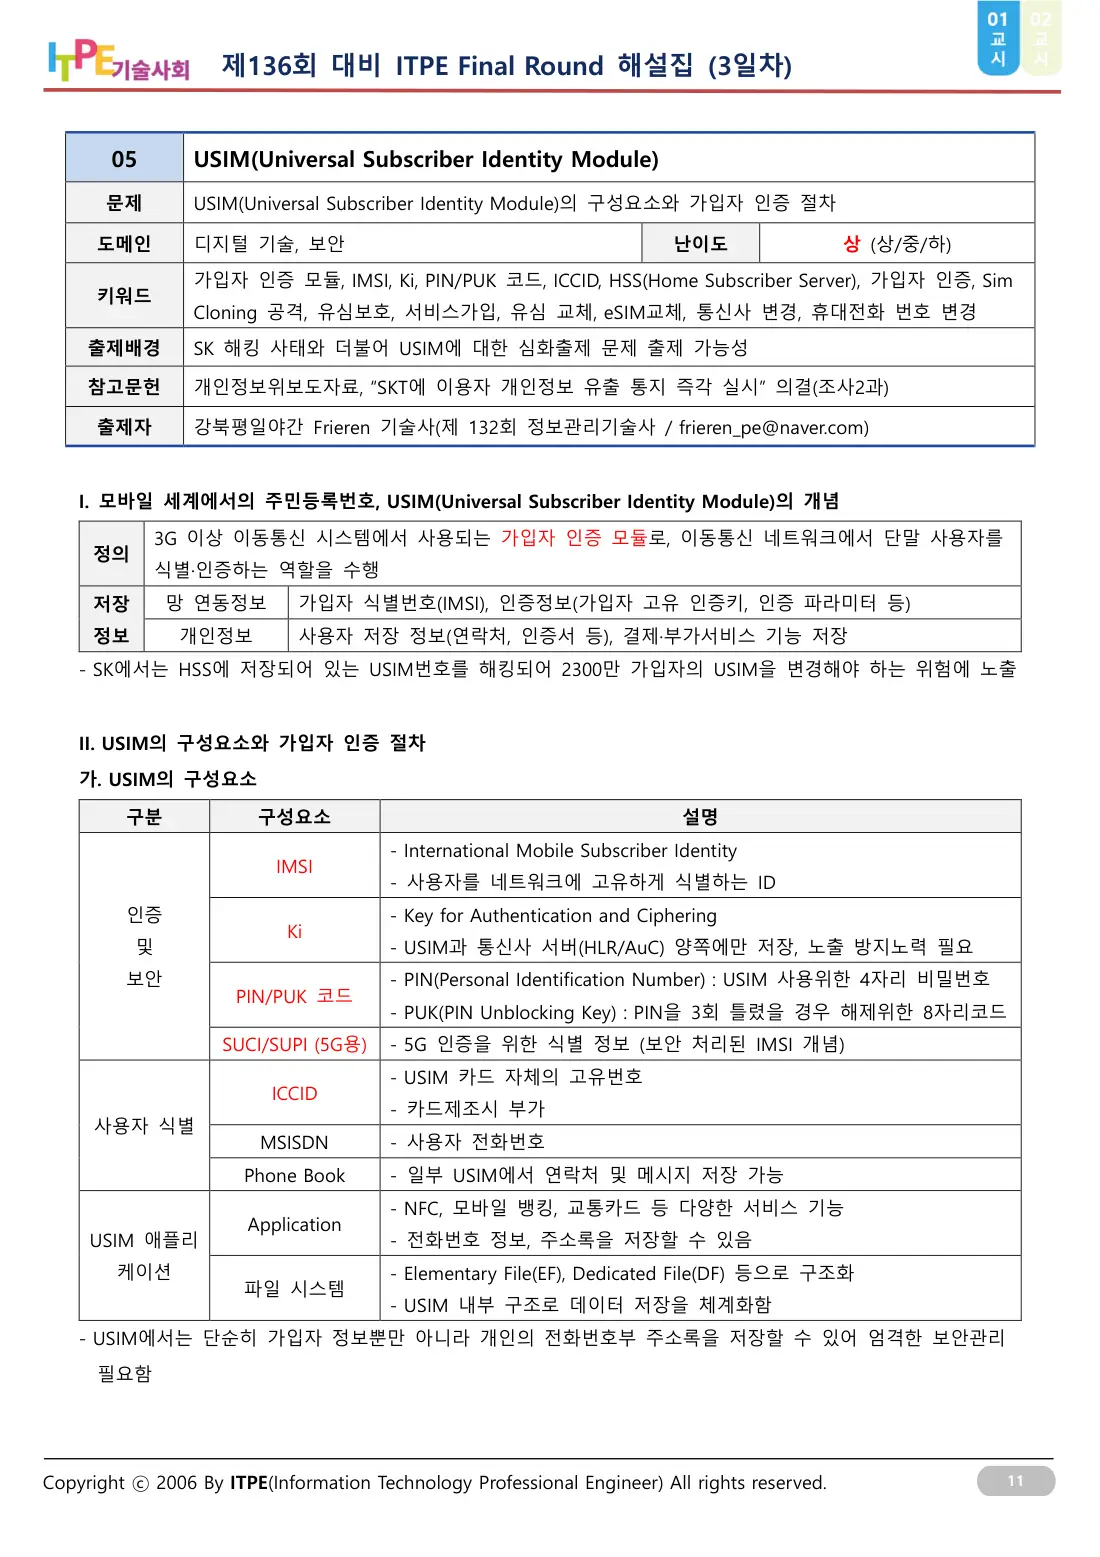 ITPE기술사회 제136회 대비 ITPE Final Round 해설집 (3일차)
01 교시
02 교시
05 USIM(Universal Subscriber Identity Module)
문제 USIM(Universal Subscriber Identity Module)의 구성요소와 가입자 인증 절차
도메인 디지털 기술, 보안 난이도 상 (상/중/하)
키워드 가입자 인증 모듈, IMSI, Ki, PIN/PUK 코드, ICCID, HSS(Home Subscriber Server), 가입자 인증, Sim
Cloning 공격, 유심보호, 서비스가입, 유심 교체, eSIM교체, 통신사 변경, 휴대전화 번호 변경
출제배경 SK 해킹 사태와 더불어 USIM에 대한 심화출제 문제 출제 가능성
참고문헌 개인정보위보도자료, “SKT에 이용자 개인정보 유출 통지 즉각 실시” 의결(조사2과)
출제자 강북평일야간 Frieren 기술사(제 132회 정보관리기술사 / frieren_pe@naver.com)
I. 모바일 세계에서의 주민등록번호, USIM(Universal Subscriber Identity Module)의 개념
정의 3G 이상 이동통신 시스템에서 사용되는 가입자 인증 모듈로, 이동통신 네트워크에서 단말 사용자를
식별·인증하는 역할을 수행
저장 정보 망 연동정보 가입자 식별번호(IMSI), 인증정보(가입자 고유 인증키, 인증 파라미터 등)
개인정보 사용자 저장 정보(연락처, 인증서 등), 결제·부가서비스 기능 저장
- SK에서는 HSS에 저장되어 있는 USIM번호를 해킹되어 2300만 가입자의 USIM을 변경해야 하는 위험에 노출
II. USIM의 구성요소와 가입자 인증 절차
가. USIM의 구성요소
구분 구성요소 설명
인증 및 보안
IMSI - International Mobile Subscriber Identity
- 사용자를 네트워크에 고유하게 식별하는 ID
Ki - Key for Authentication and Ciphering
- USIM과 통신사 서버(HLR/AuC) 양쪽에만 저장, 노출 방지노력 필요
PIN/PUK 코드 - PIN(Personal Identification Number) : USIM 사용위한 4자리 비밀번호
- PUK(PIN Unblocking Key) : PIN을 3회 틀렸을 경우 해제위한 8자리코드
SUCI/SUPI (5G용) - 5G 인증을 위한 식별 정보 (보안 처리된 IMSI 개념)
사용자 식별
ICCID - USIM 카드 자체의 고유번호
- 카드제조시 부가
MSISDN - 사용자 전화번호
Phone Book - 일부 USIM에서 연락처 및 메시지 저장 가능
USIM 애플리케이션
Application - NFC, 모바일 뱅킹, 교통카드 등 다양한 서비스 기능
- 전화번호 정보, 주소록을 저장할 수 있음
파일 시스템 - Elementary File(EF), Dedicated File(DF) 등으로 구조화
- USIM 내부 구조로 데이터 저장을 체계화함
- USIM에서는 단순히 가입자 정보뿐만 아니라 개인의 전화번호부 주소록을 저장할 수 있어 엄격한 보안관리
필요함
Copyright ⓒ 2006 By ITPE(Information Technology Professional Engineer) All rights reserved.
11